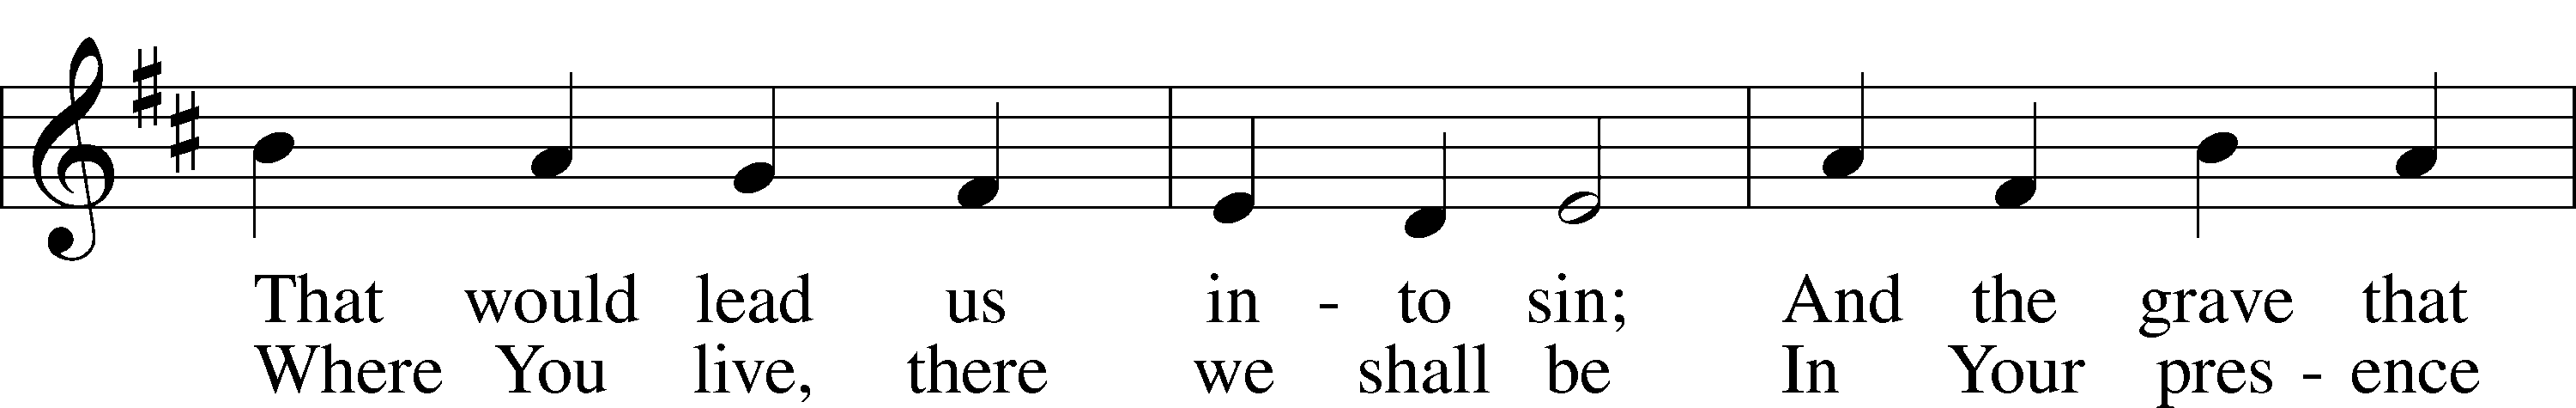 That would lead us in - to sin; And the grave that
Where You live, there we shall be In Your pres - ence